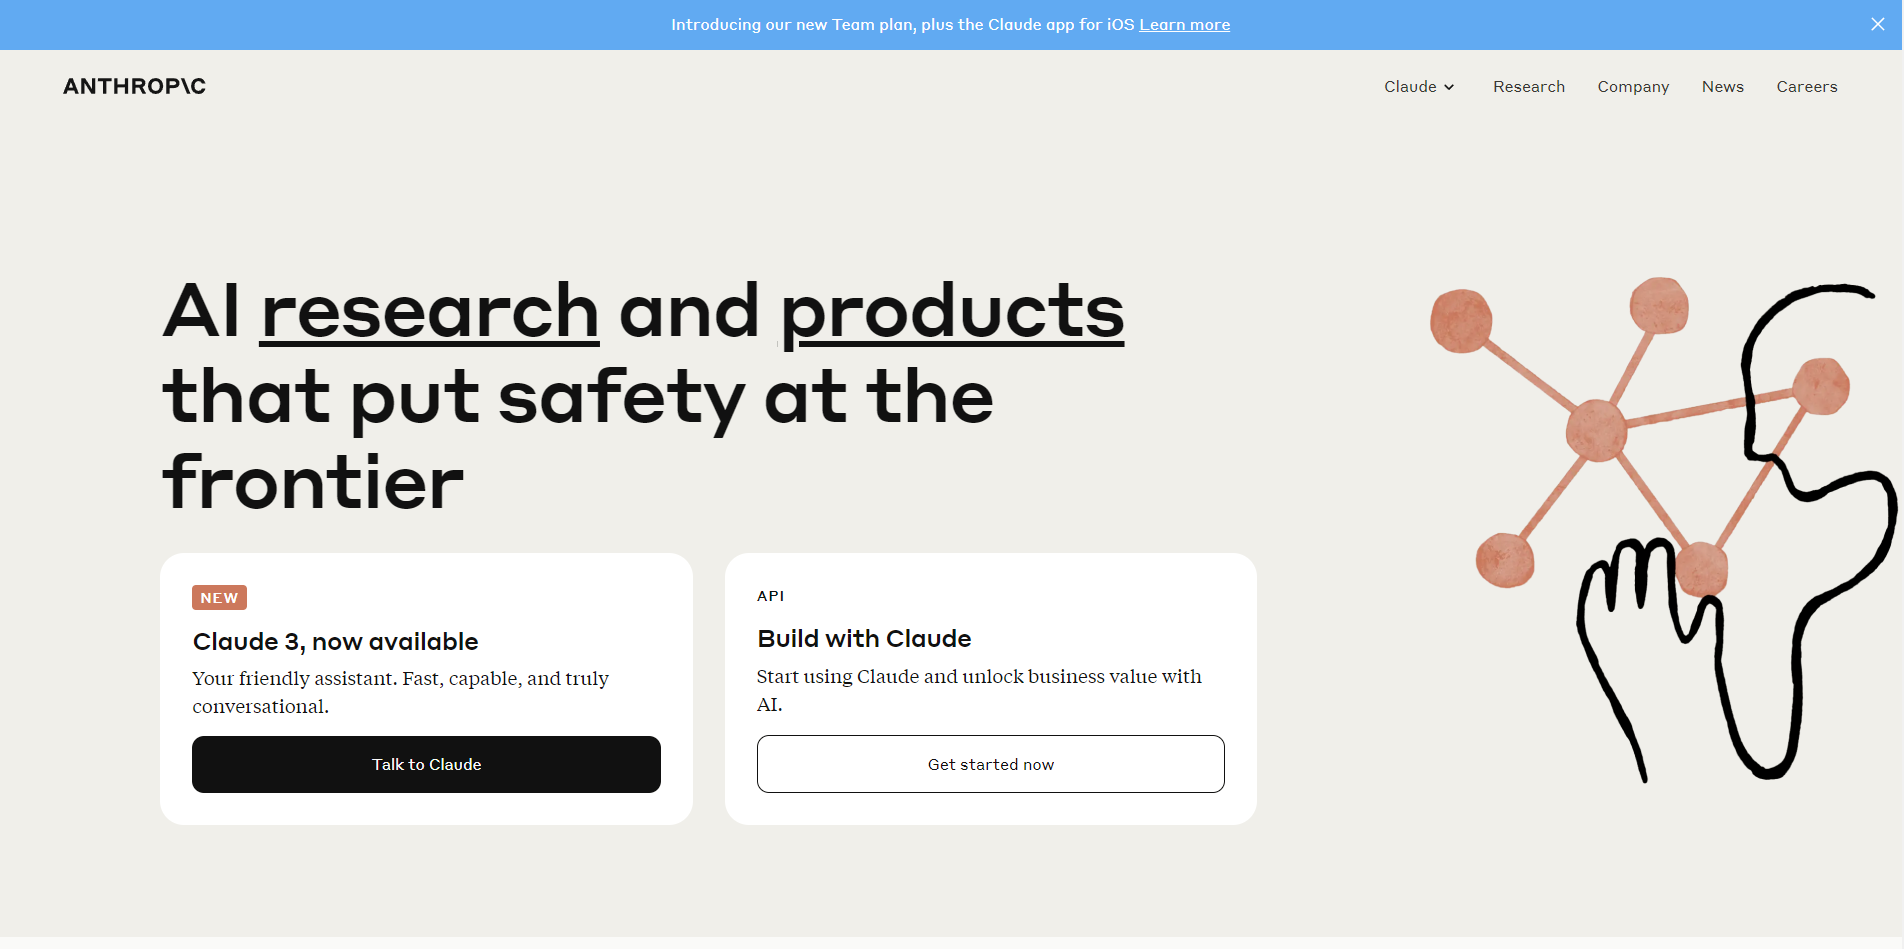 Introducing our new Team plan, plus the Claude app for iOS Learn more
ANTHROP\C
Claude
Research
Company
News
Careers
AI research and products
that put safety at the
frontier
NEW
Claude 3, now available
Your friendly assistant. Fast, capable, and truly
conversational.
Talk to Claude
API
Build with Claude
Start using Claude and unlock business value with
AI.
Get started now